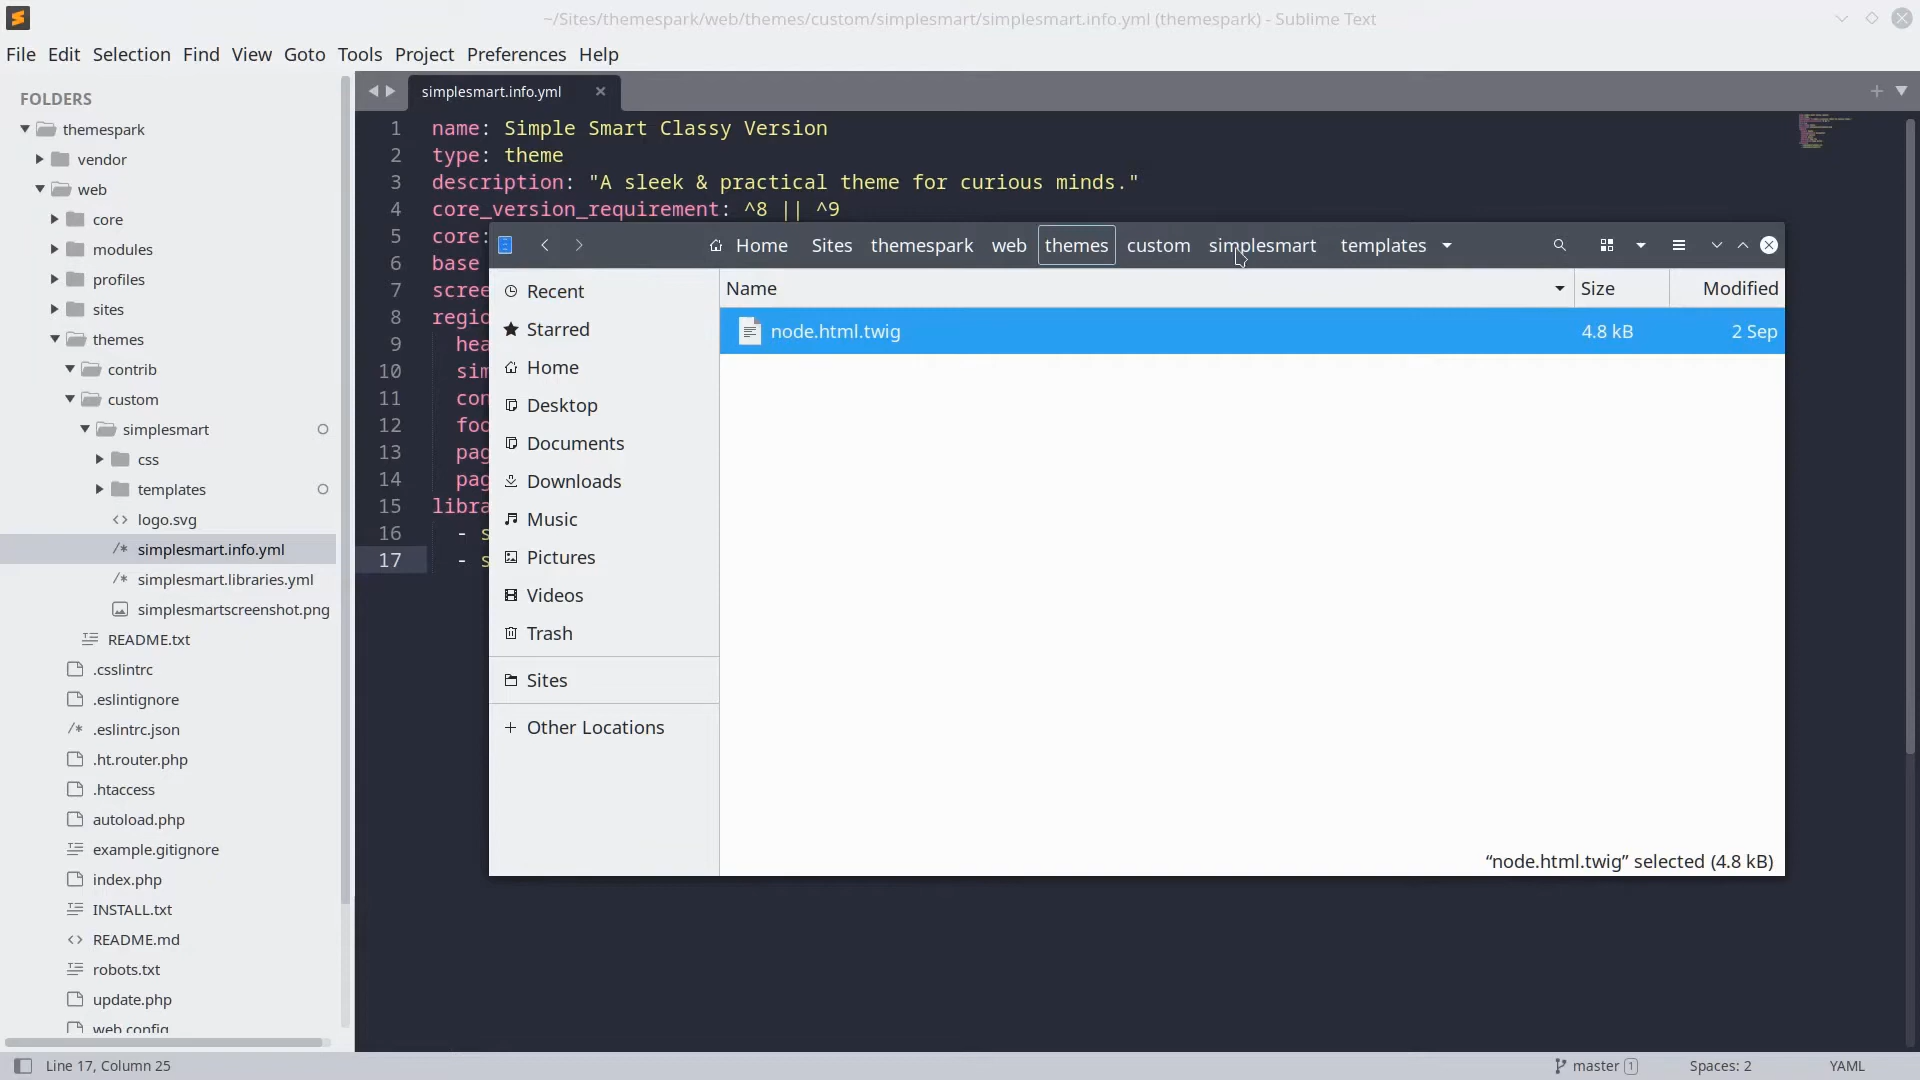 ~/Sites/themespark/web/themes/custom/simplesmart/simplesmart.info.yml (themespark) - Sublime Text
File Edit Selection Find View Goto Tools Project Preferences Help
FOLDERS
themespark
vendor
web
core
modules
profiles
sites
themes
contrib
custom
simplesmart
css
templates
logo.svg
simplesmart.info.yml
simplesmart.libraries.yml
simplesmartscreenshot.png
README.txt
.csslintrc
.eslintignore
.eslintrc.json
.ht.router.php
.htaccess
autoload.php
example.gitignore
index.php
INSTALL.txt
README.md
robots.txt
update.php
web.config
simplesmart.info.yml
1 name: Simple Smart Classy Version
2 type: theme
3 description: "A sleek & practical theme for curious minds."
4 core_version_requirement: ^8 || ^9
5 core:
6 base
7 scree
8 regio
9 hea
10 sim
11 con
12 foo
13 pag
14 pag
15 libra
16 - s
17 - s
Home Sites themespark web themes custom simplesmart templates
Recent
Starred
Home
Desktop
Documents
Downloads
Music
Pictures
Videos
Trash
Sites
Other Locations
Name Size Modified
node.html.twig 4.8 kB 2 Sep
“node.html.twig” selected (4.8 kB)
Line 17, Column 25 master 1 Spaces: 2 YAML